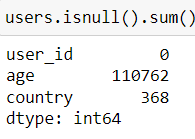 users.isnull().sum()
user_id 0
age 110762
country 368
dtype: int64